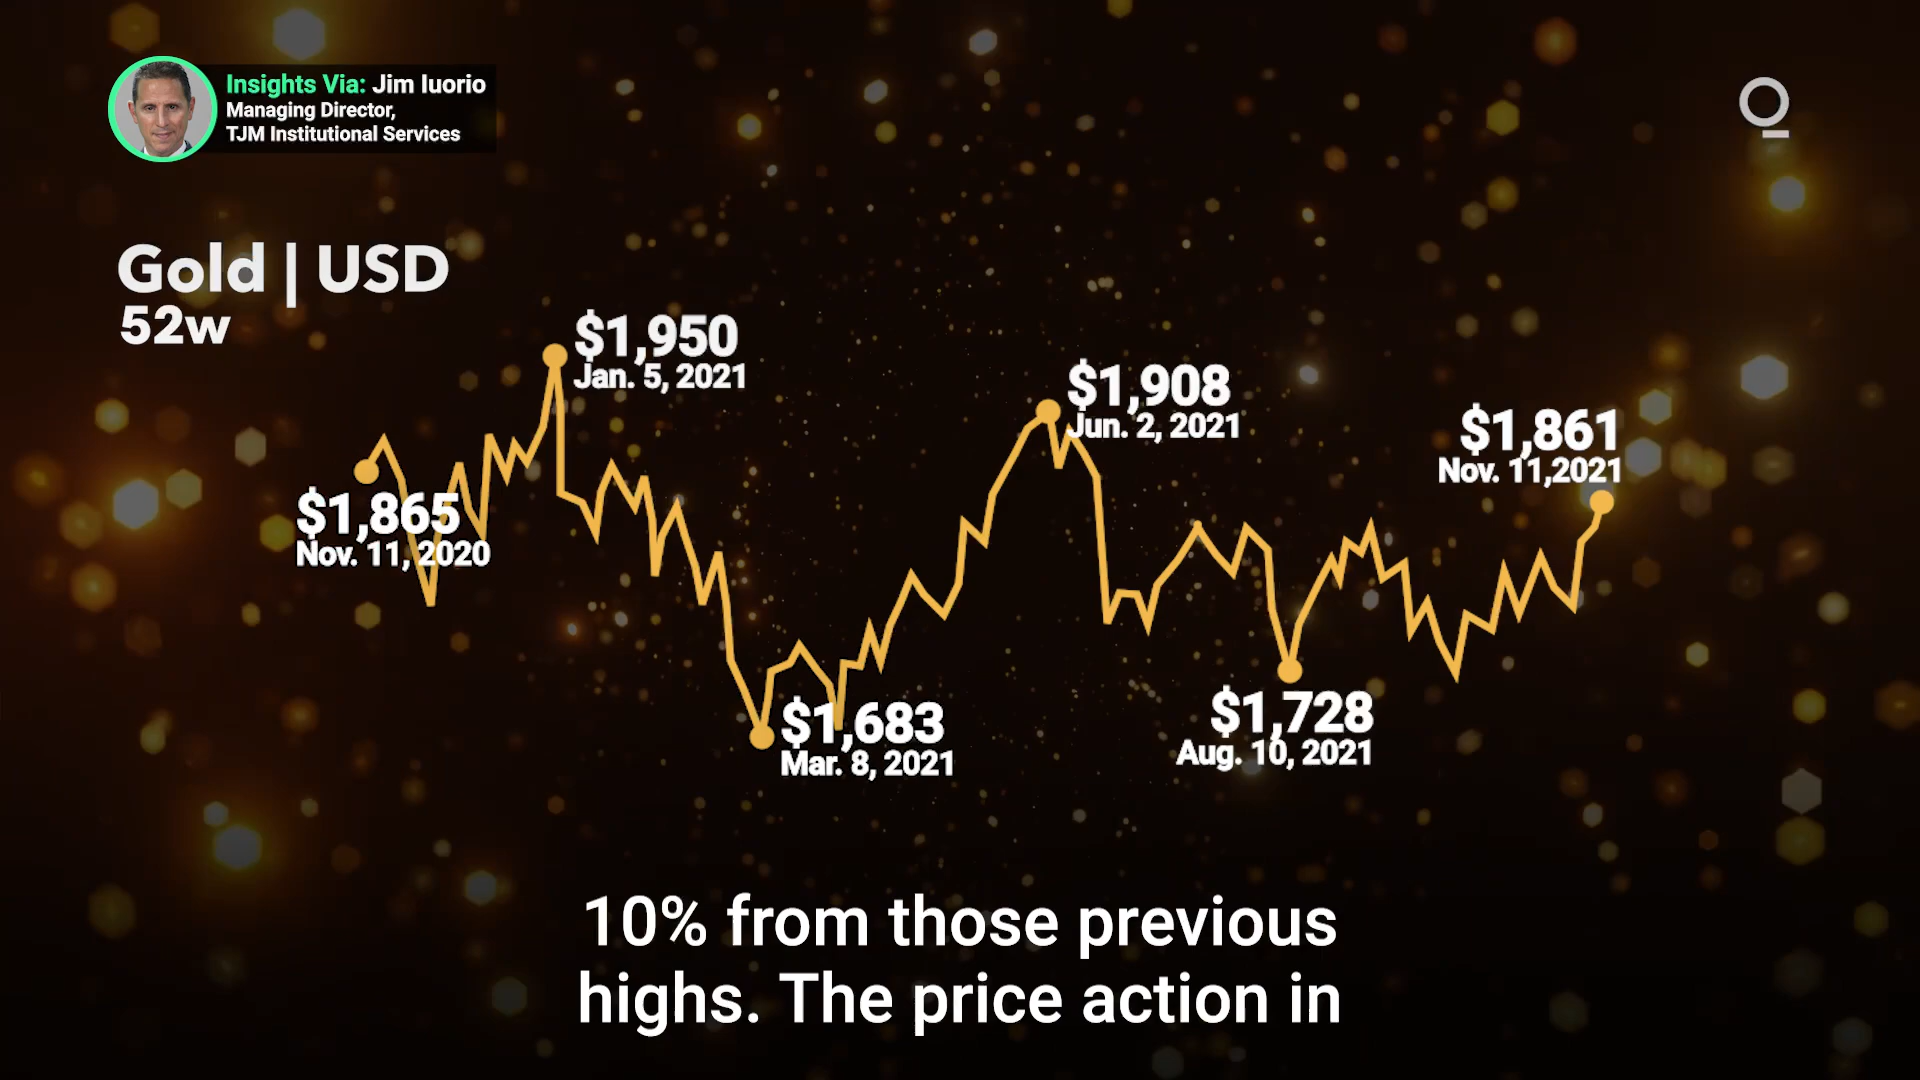 Insights Via: Jim Iuorio
Managing Director,
TJM Institutional Services
Gold | USD
52w
$1,950
Jan. 5, 2021
$1,908
Jun. 2, 2021
$1,861
Nov. 11,2021
$1,865
Nov. 11, 2020
$1,683
Mar. 8, 2021
$1,728
Aug. 10, 2021
10% from those previous
highs. The price action in